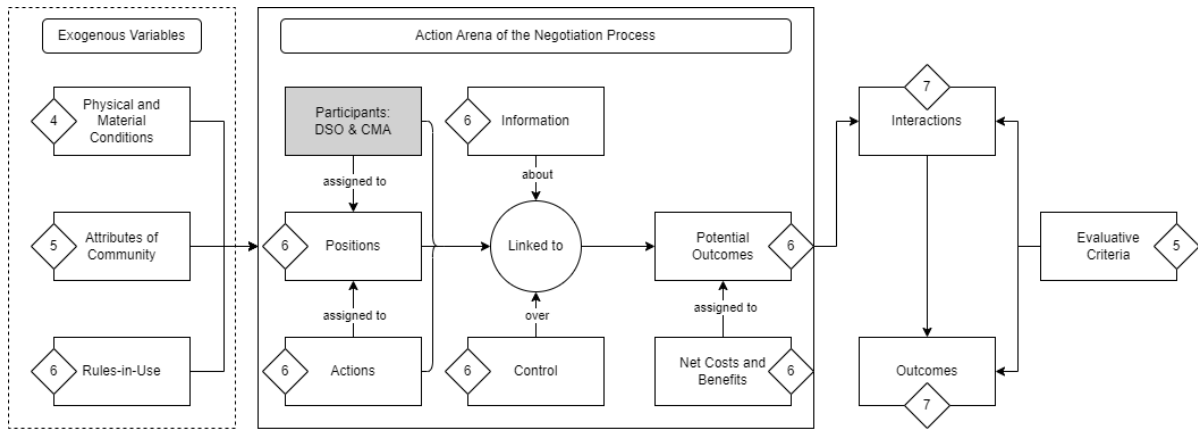 Exogenous Variables
Action Arena of the Negotiation Process
4
Physical and
Material
Conditions
5
Attributes of
Community
6
Rules-in-Use
Participants:
DSO & CMA
assigned to
6
Positions
assigned to
6
Actions
6
Information
about
Linked to
over
6
Control
Potential
Outcomes
6
assigned to
Net Costs and
Benefits
6
7
Interactions
Outcomes
7
Evaluative
Criteria
5